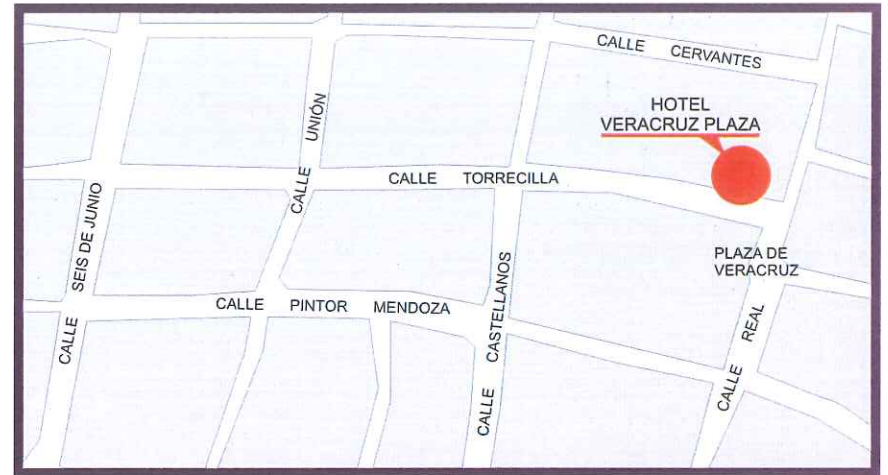 CALLE CERVANTES
HOTEL
VERACRUZ PLAZA
CALLE UNIÓN
CALLE TORRECILLA
CALLE SEIS DE JUNIO
PLAZA DE
VERACRUZ
CALLE PINTOR MENDOZA
CALLE CASTELLANOS
CALLE REAL